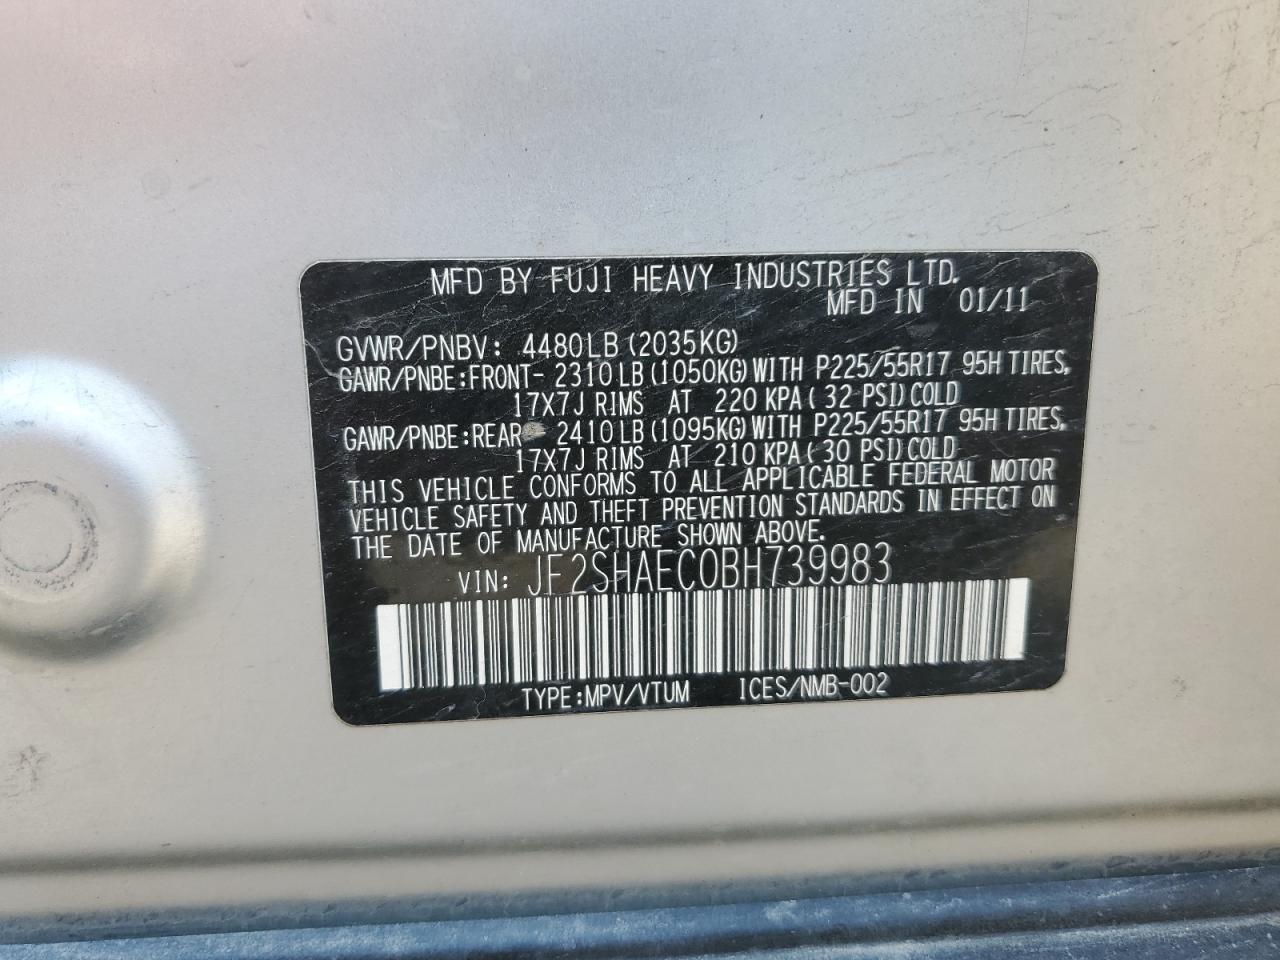 MFD BY FUJI HEAVY INDUSTRIES LTD.
MFD IN 01/11
GVWR/PNBV: 4480LB (2035KG)
GAWR/PNBE:FRONT- 2310LB (1050KG) WITH P225/55R17 95H TIRES,
17X7J RIMS AT 220 KPA( 32 PSI) COLD
GAWR/PNBE:REAR 2410LB (1095KG) WITH P225/55R17 95H TIRES,
17X7J RIMS AT 210 KPA( 30 PSI) COLD
THIS VEHICLE CONFORMS TO ALL APPLICABLE FEDERAL MOTOR
VEHICLE SAFETY AND THEFT PREVENTION STANDARDS IN EFFECT ON
THE DATE OF MANUFACTURE SHOWN ABOVE.
VIN: JF2SHAEC0BH739983
TYPE:MPV/VTUM ICES/NMB-002